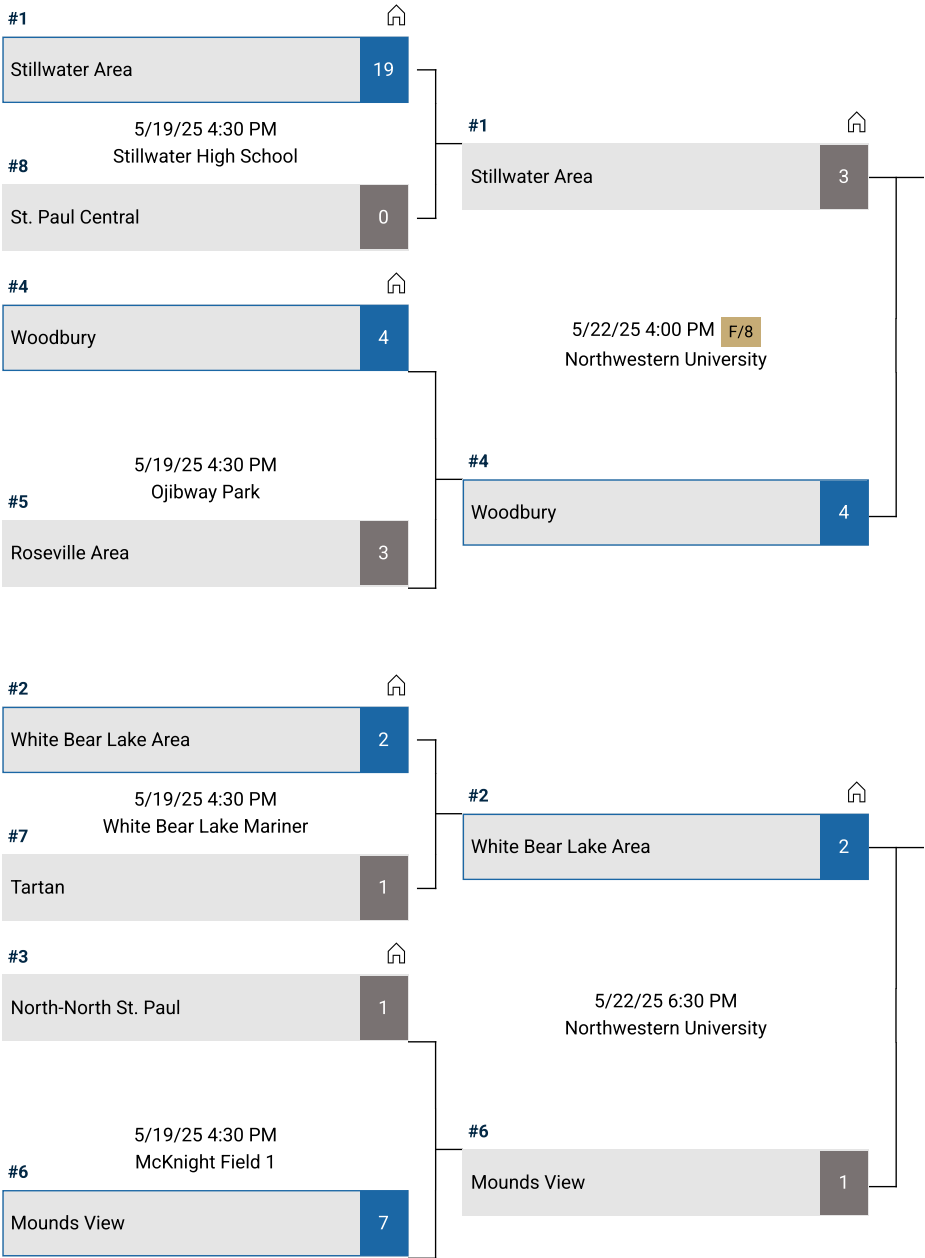 #1
Stillwater Area
19
5/19/25 4:30 PM
Stillwater High School
#8
St. Paul Central
0
#1
Stillwater Area
3
#4
Woodbury
4
5/19/25 4:30 PM
Ojibway Park
#5
Roseville Area
3
5/22/25 4:00 PM F/8
Northwestern University
#4
Woodbury
4
#2
White Bear Lake Area
2
5/19/25 4:30 PM
White Bear Lake Mariner
#7
Tartan
1
#2
White Bear Lake Area
2
#3
North-North St. Paul
1
5/19/25 4:30 PM
McKnight Field 1
#6
Mounds View
7
5/22/25 6:30 PM
Northwestern University
#6
Mounds View
1